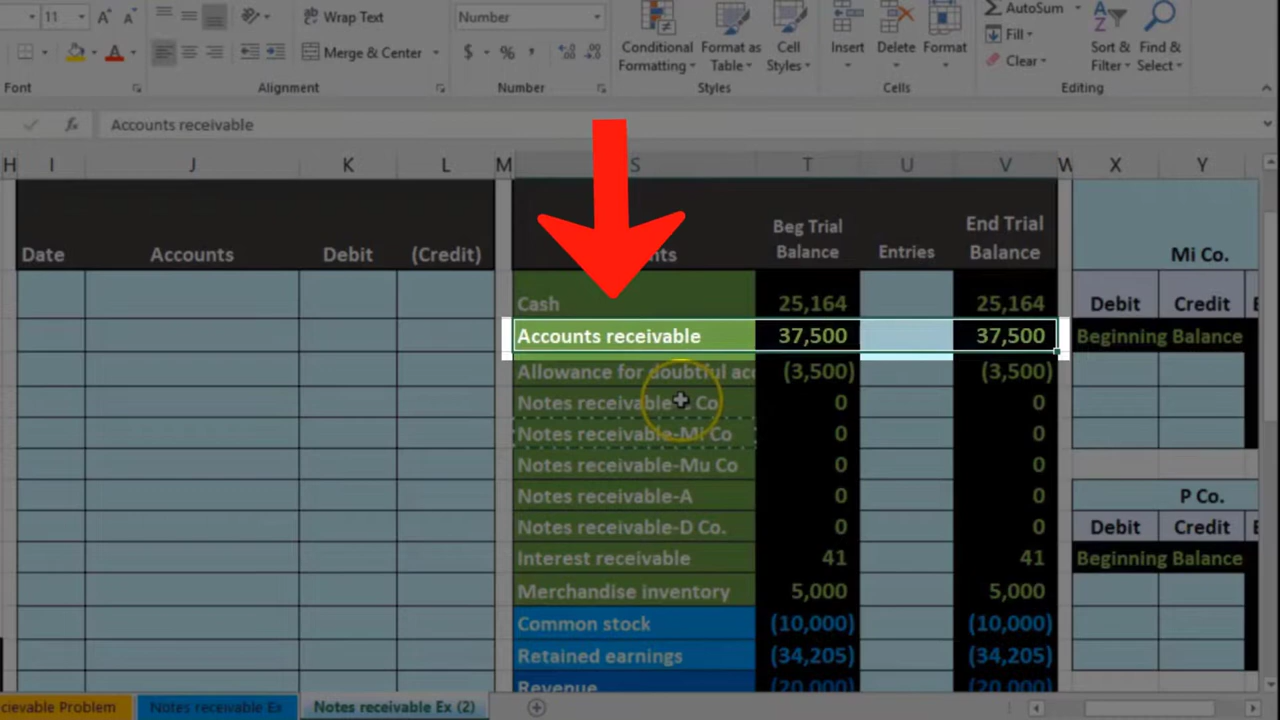 11
Wrap Text
Number
AutoSum
Merge & Center
$ % ,
Conditional Formatting
Format as Table
Cell Styles
Insert
Delete
Format
Fill
Clear
Sort & Filter
Find & Select
Font
Alignment
Number
Styles
Cells
Editing
fx Accounts receivable
H I J K L M S T U V W X Y
Date Accounts Debit (Credit)
Beg Trial Balance Entries End Trial Balance
Mi Co.
Cash 25,164 25,164
Debit Credit
Accounts receivable 37,500 37,500
Beginning Balance
Allowance for doubtful acc (3,500) (3,500)
Notes receivable- Co 0 0
Notes receivable-Mi Co 0 0
Notes receivable-Mu Co 0 0
Notes receivable-A 0 0
P Co.
Notes receivable-D Co. 0 0
Debit Credit
Interest receivable 41 41
Beginning Balance
Merchandise inventory 5,000 5,000
Common stock (10,000) (10,000)
Retained earnings (34,205) (34,205)
Revenue (20,000) (20,000)
cievable Problem
Notes receivable Ex
Notes receivable Ex (2)